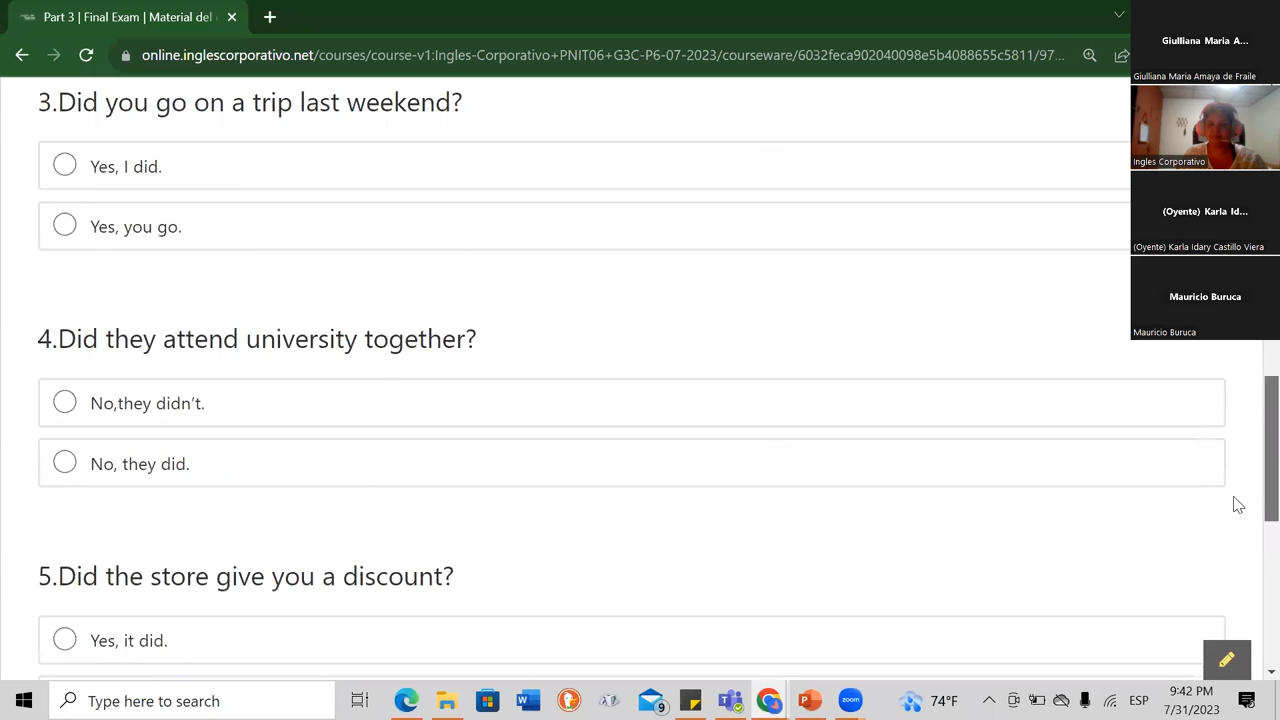 Part 3 | Final Exam | Material del
online.inglescorporativo.net/courses/course-v1:Ingles-Corporativo+PNIT06+G3C-P6-07-2023/courseware/6032feca902040098e5b4088655c5811/97...
3.Did you go on a trip last weekend?
Yes, I did.
Yes, you go.
4.Did they attend university together?
No,they didn’t.
No, they did.
5.Did the store give you a discount?
Yes, it did.
Giulliana Maria A...
Giulliana Maria Amaya de Fraile
Ingles Corporativo
(Oyente) Karla Id...
(Oyente) Karla Idary Castillo Viera
Mauricio Buruca
Mauricio Buruca
Type here to search
9
zoom
74°F
ESP
9:42 PM
7/31/2023